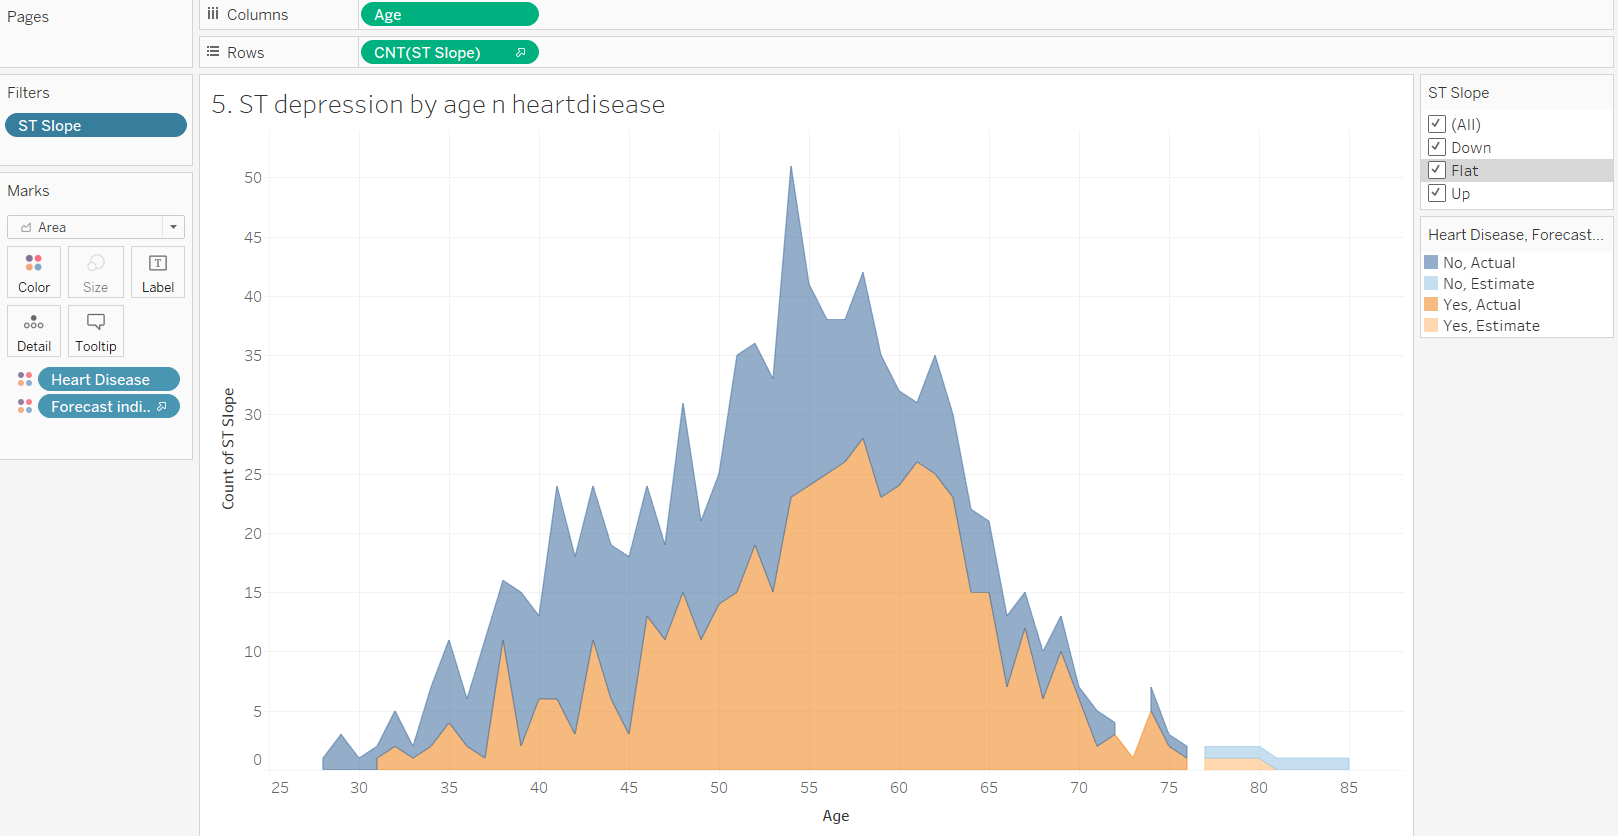 Pages
Columns
Age
Rows
CNT(ST Slope)
Filters
ST Slope
Marks
Area
Color
Size
Label
Detail
Tooltip
Heart Disease
Forecast indi..
5. ST depression by age n heartdisease
Count of ST Slope
50
45
40
35
30
25
20
15
10
5
0
25 30 35 40 45 50 55 60 65 70 75 80 85
Age
ST Slope
(All)
Down
Flat
Up
Heart Disease, Forecast...
No, Actual
No, Estimate
Yes, Actual
Yes, Estimate